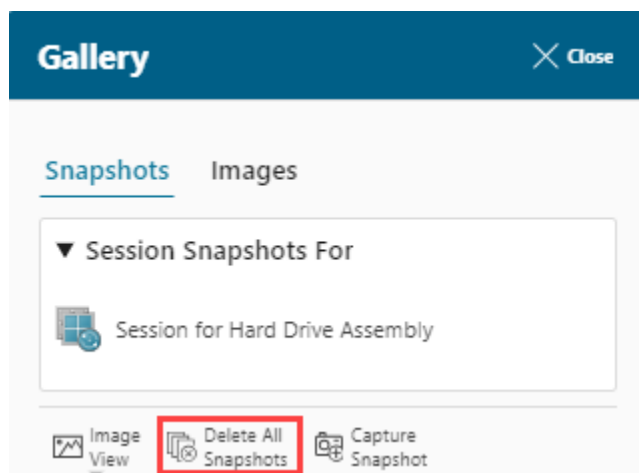 Gallery
Close
Snapshots Images
Session Snapshots For
Session for Hard Drive Assembly
Image
View
Delete All
Snapshots
Capture
Snapshot